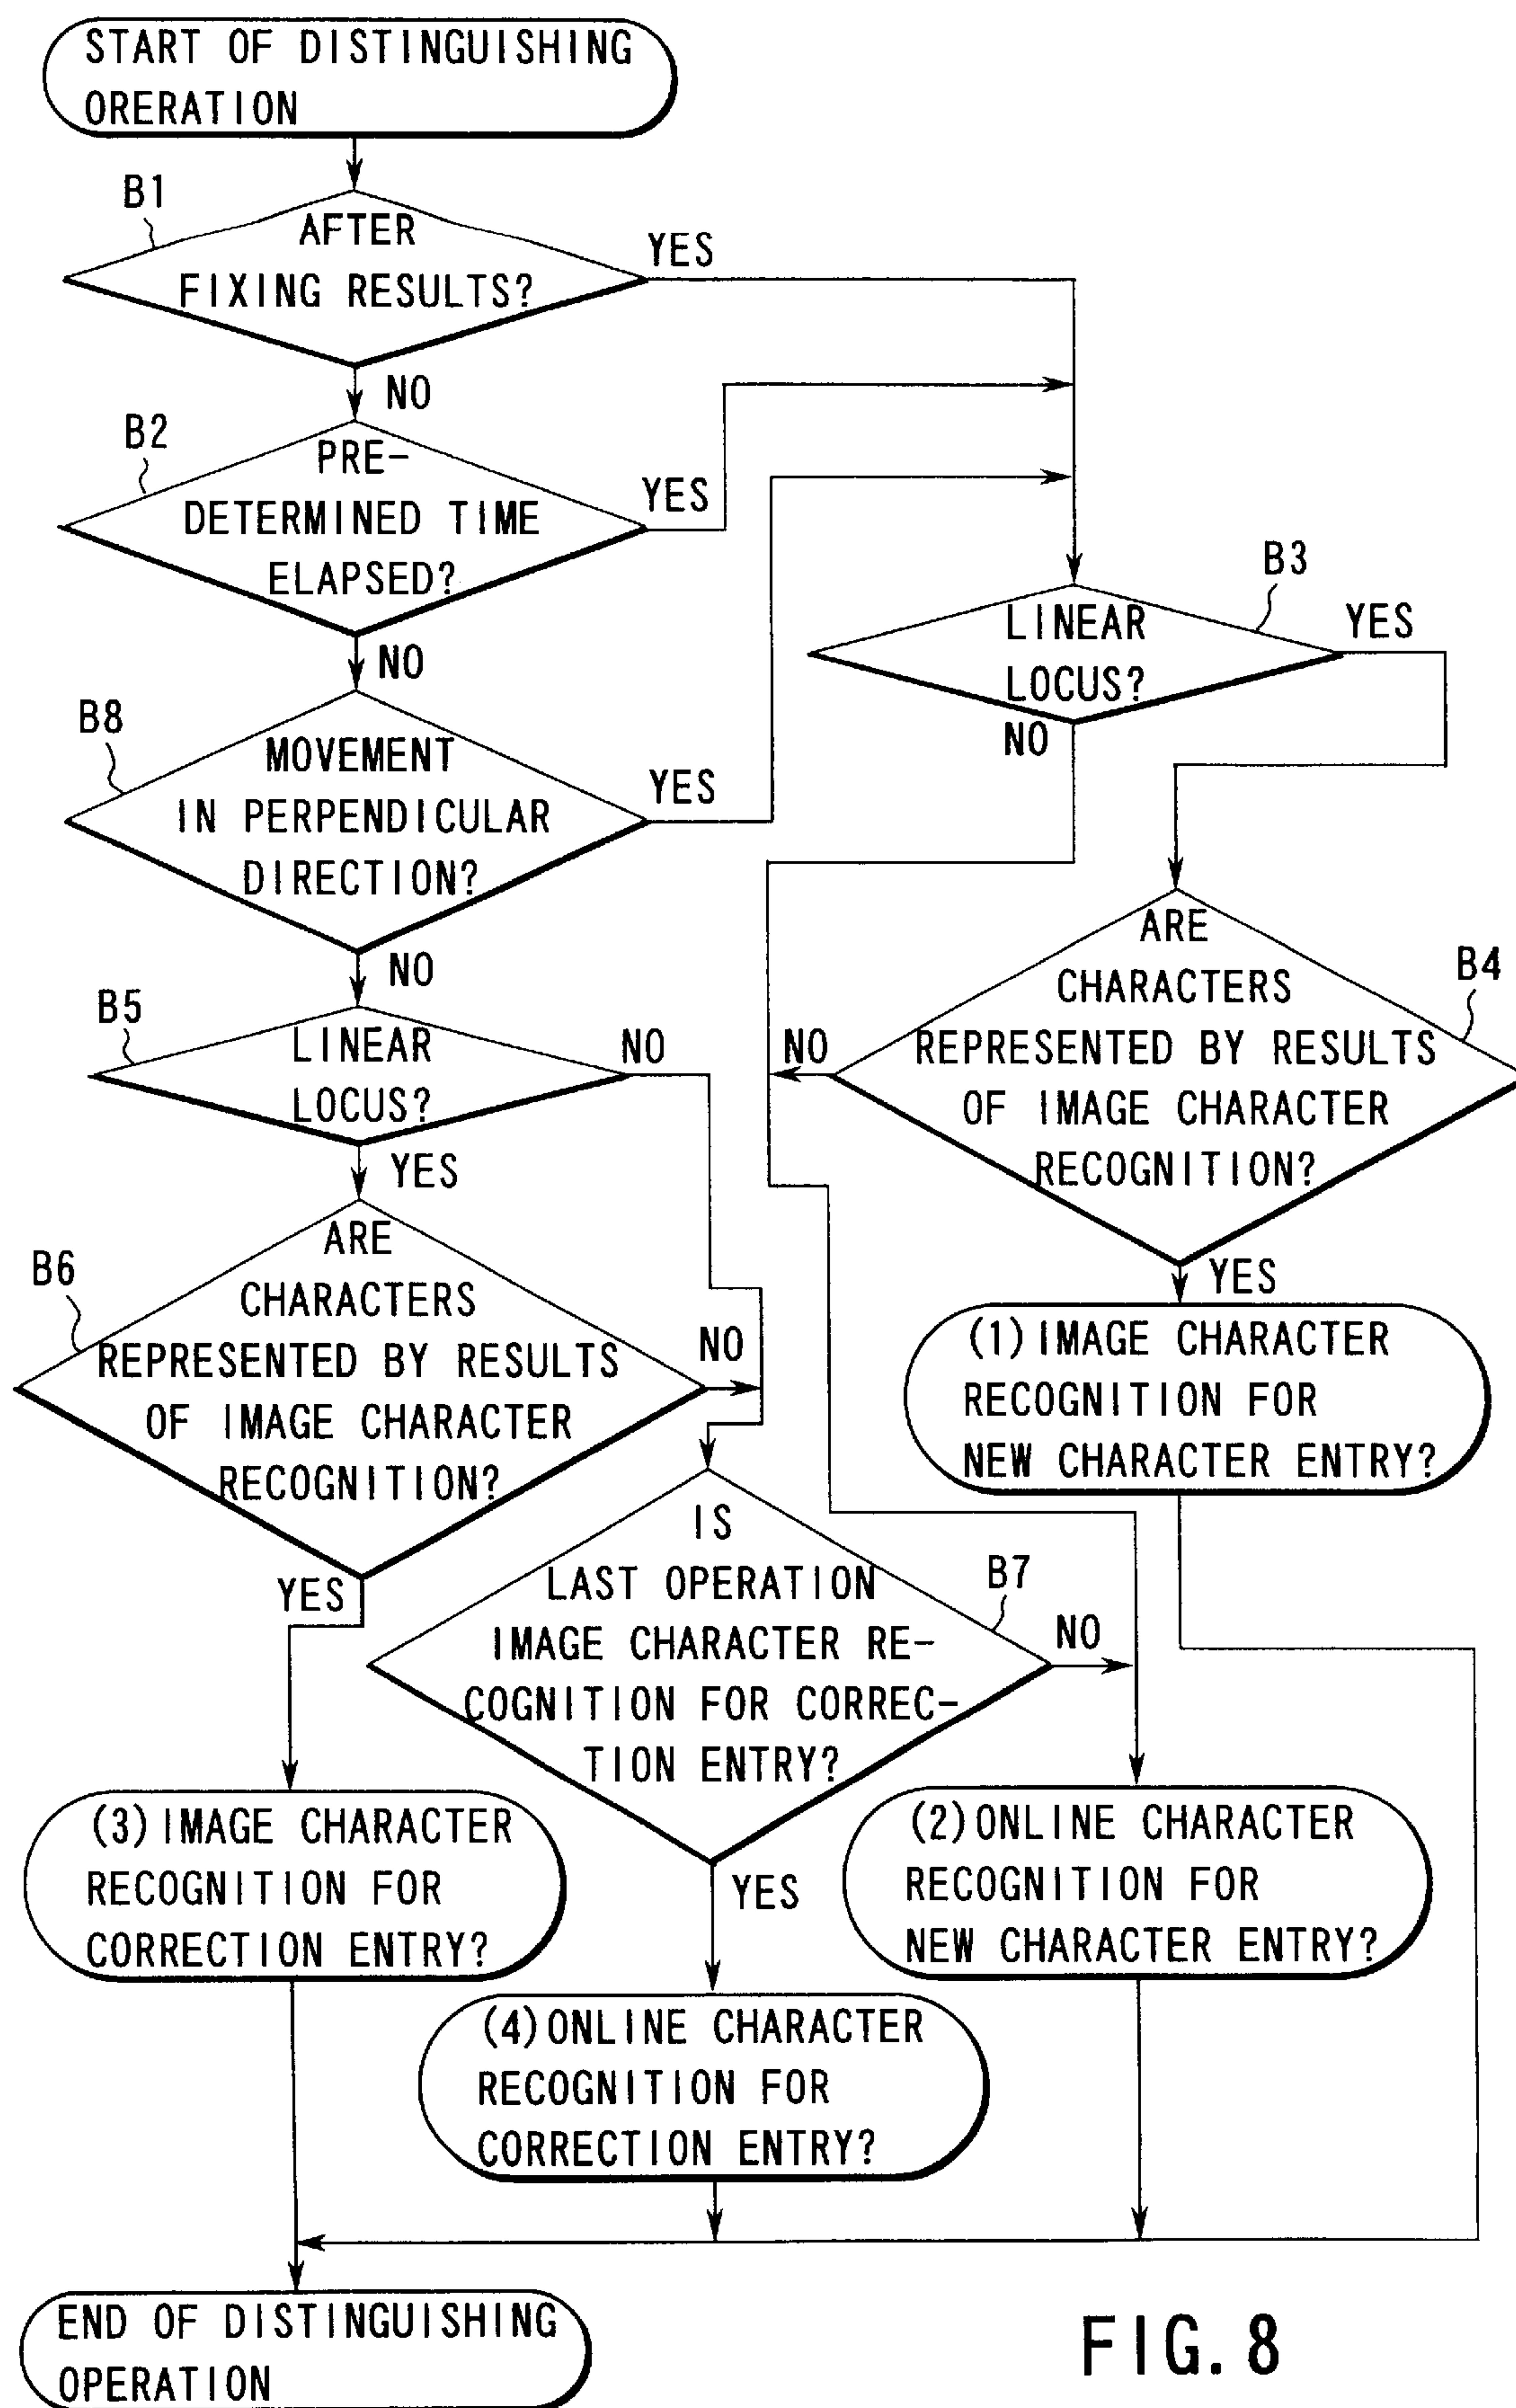 START OF DISTINGUISHING
ORERATION
B1
AFTER
FIXING RESULTS?
YES
NO
B2
PRE-
DETERMINED TIME
ELAPSED?
YES
NO
B8
MOVEMENT
IN PERPENDICULAR
DIRECTION?
YES
NO
B3
LINEAR
LOCUS?
YES
NO
B4
ARE
CHARACTERS
REPRESENTED BY RESULTS
OF IMAGE CHARACTER
RECOGNITION?
NO
YES
(1) IMAGE CHARACTER
RECOGNITION FOR
NEW CHARACTER ENTRY?
B5
LINEAR
LOCUS?
NO
YES
B6
ARE
CHARACTERS
REPRESENTED BY RESULTS
OF IMAGE CHARACTER
RECOGNITION?
NO
YES
IS
LAST OPERATION
IMAGE CHARACTER RE-
COGNITION FOR CORREC-
TION ENTRY?
B7
NO
YES
(3) IMAGE CHARACTER
RECOGNITION FOR
CORRECTION ENTRY?
(2) ONLINE CHARACTER
RECOGNITION FOR
NEW CHARACTER ENTRY?
(4) ONLINE CHARACTER
RECOGNITION FOR
CORRECTION ENTRY?
END OF DISTINGUISHING
OPERATION
FIG. 8